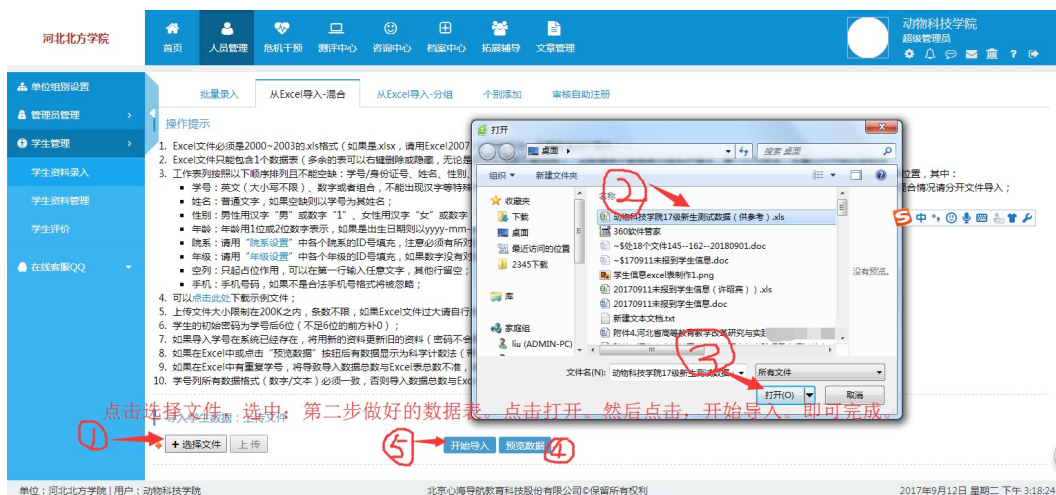 河北北方学院
首页 人员管理 危机干预 测评中心 咨询中心 档案中心 拓展辅导 文章管理
动物科技学院
超级管理员
单位组别设置
管理员管理
学生管理
学生资料录入
学生资料管理
学生评价
在线客服QQ
批量录入 从Excel导入-混合 从Excel导入-分组 个别添加 审核自助注册
操作提示
1. Excel文件必须是2000~2003的.xls格式（如果是.xlsx，请用Excel2007
2. Excel文件只能包含1个数据表（多余的表可以右键删除或隐藏，无论是
3. 工作表列按照以下顺序排列且不能空缺：学号/身份证号、姓名、性别、
位置，其中：
学号：英文（大小写不限）、数字或者组合，不能出现汉字等特殊
混合情况请分开文件导入；
姓名：普通文字，如果空缺则以学号为其姓名；
性别：男性用汉字 "男" 或数字 "1" 、女性用汉字 "女" 或数字
年龄：年龄用1位或2位数字表示，如果是出生日期则以yyyy-mm-
院系：请用 "院系设置" 中各个院系的ID号填充，注意必须有所对
年级：请用 "年级设置" 中各个年级的ID号填充，如果数字没有对
空列：只起占位作用，可以在第一行输入任意文字，其他行留空；
手机：手机号码，如果不是合法手机号格式将被忽略；
4. 可以点击此处下载示例文件；
5. 上传文件大小限制在200K之内，条数不限，如果Excel文件过大请自行
6. 学生的初始密码为学号后6位（不足6位的前方补0）；
7. 如果导入学号在系统已经存在，将用新的资料更新旧的资料（密码不会
8. 如果在Excel中或点击 "预览数据" 按钮后有数据显示为科学计数法（
9. 如果在Excel中有重复学号，将导致导入数据总数与Excel表总数不准，
10. 学号列所有数据格式（数字/文本）必须一致，否则导入数据总数与Exc
打开
桌面
搜索 桌面
组织 新建文件夹
收藏夹
下载
桌面
最近访问的位置
2345下载
库
家庭组
liu (ADMIN-PC)
名称
动物科技学院17级新生测试数据（供参考）.xls
360软件管家
~$处18个文件145--162--20180901.doc
~$170911未报到学生信息.doc
学生信息excel表制作1.png
20170911未报到学生信息（许昭宾））.xls
20170911未报到学生信息.doc
新建文本文档.txt
附件4.河北省高等教育教学改革研究与实
没有预览。
文件名(N): 动物科技学院17级新生测试数据 所有文件
打开(O) 取消
中
②
③
点击选择文件，选中：第二步做好的数据表。点击打开。然后点击，开始导入。即可完成。
导入学生数据：上传文件
① + 选择文件 上传 ⑤ 开始导入 预览数据 ④
单位：河北北方学院 | 用户：动物科技学院 北京心海导航教育科技股份有限公司©保留所有权利 2017年9月12日 星期二 下午 3:18:24